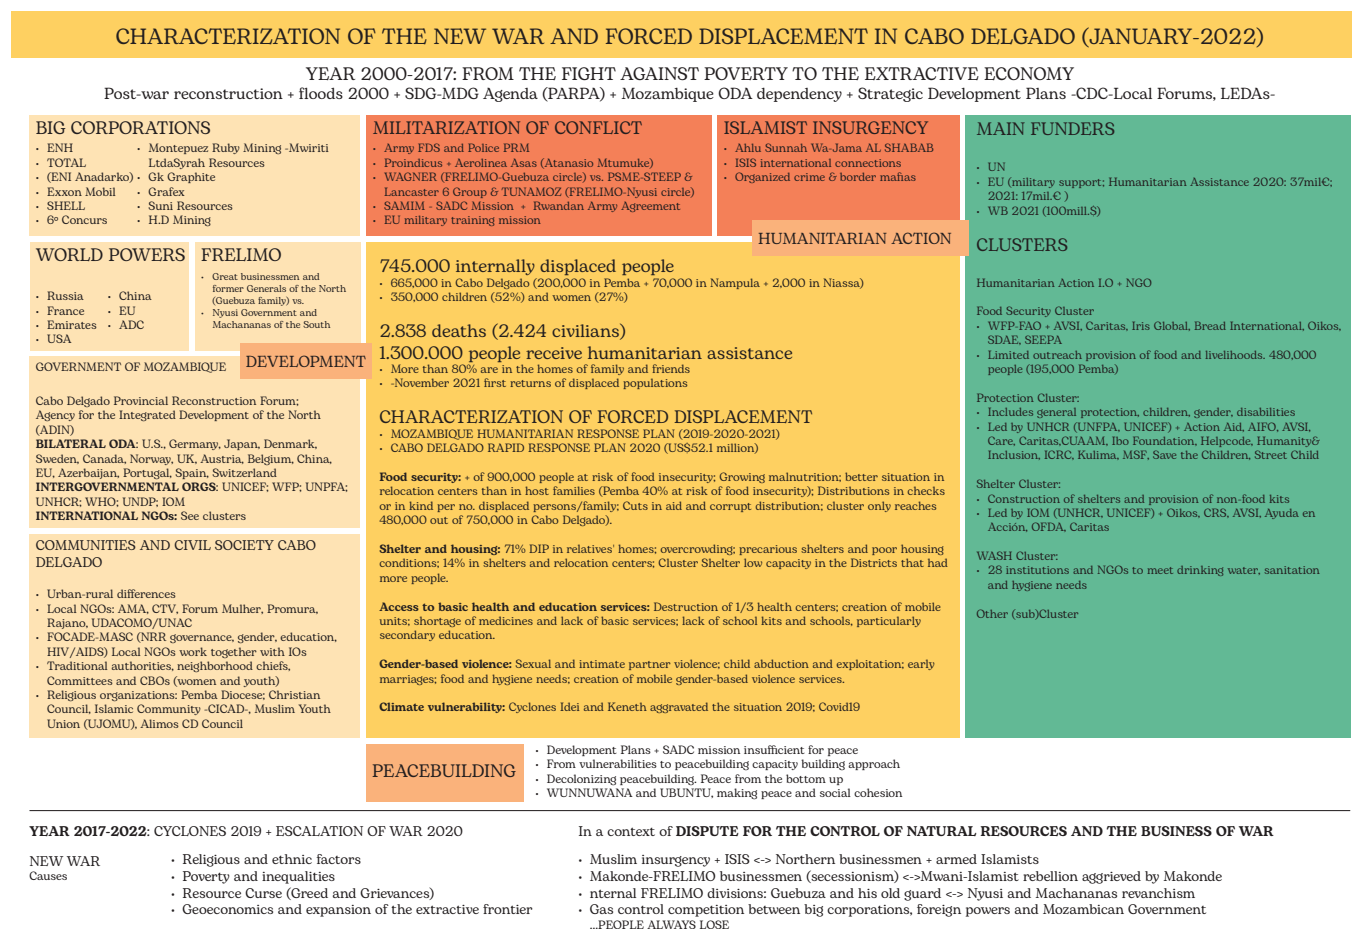 CHARACTERIZATION OF THE NEW WAR AND FORCED DISPLACEMENT IN CABO DELGADO (JANUARY-2022)
YEAR 2000-2017: FROM THE FIGHT AGAINST POVERTY TO THE EXTRACTIVE ECONOMY
Post-war reconstruction + floods 2000 + SDG-MDG Agenda (PARPA) + Mozambique ODA dependency + Strategic Development Plans -CDC-Local Forums, LEDAs-
BIG CORPORATIONS
• ENH
• TOTAL
• (ENI Anadarko)
• Exxon Mobil
• SHELL
• 6º Concurs
• Montepuez Ruby Mining -Mwiriti
LtdaSyrah Resources
• Gk Graphite
• Grafex
• Suni Resources
• H.D Mining
MILITARIZATION OF CONFLICT
• Army FDS and Police PRM
• Proindicus + Aerolinea Asas (Atanasio Mtumuke)
• WAGNER (FRELIMO-Guebuza circle) vs. PSME-STEEP &
Lancaster 6 Group & TUNAMOZ (FRELIMO-Nyusi circle)
• SAMIM - SADC Mission + Rwandan Army Agreement
• EU military training mission
ISLAMIST INSURGENCY
• Ahlu Sunnah Wa-Jama AL SHABAB
• ISIS international connections
• Organized crime & border mafias
HUMANITARIAN ACTION
MAIN FUNDERS
• UN
• EU (military support; Humanitarian Assistance 2020: 37mil€;
2021: 17mil.€ )
• WB 2021 (100mill.$)
CLUSTERS
Humanitarian Action I.O + NGO
Food Security Cluster
• WFP-FAO + AVSI, Caritas, Iris Global, Bread International, Oikos,
SDAE, SEEPA
• Limited outreach provision of food and livelihoods. 480,000
people (195,000 Pemba)
Protection Cluster:
• Includes general protection, children, gender, disabilities
• Led by UNHCR (UNFPA, UNICEF) + Action Aid, AIFO, AVSI,
Care, Caritas,CUAAM, Ibo Foundation, Helpcode, Humanity&
Inclusion, ICRC, Kulima, MSF, Save the Children, Street Child
Shelter Cluster:
• Construction of shelters and provision of non-food kits
• Led by IOM (UNHCR, UNICEF) + Oikos, CRS, AVSI, Ayuda en
Acción, OFDA, Caritas
WASH Cluster:
• 28 institutions and NGOs to meet drinking water, sanitation
and hygiene needs
Other (sub)Cluster
WORLD POWERS
• Russia
• France
• Emirates
• USA
• China
• EU
• ADC
FRELIMO
• Great businessmen and
former Generals of the North
(Guebuza family) vs.
• Nyusi Government and
Machananas of the South
DEVELOPMENT
GOVERNMENT OF MOZAMBIQUE
Cabo Delgado Provincial Reconstruction Forum;
Agency for the Integrated Development of the North
(ADIN)
BILATERAL ODA: U.S., Germany, Japan, Denmark,
Sweden, Canada, Norway, UK, Austria, Belgium, China,
EU, Azerbaijan, Portugal, Spain, Switzerland
INTERGOVERNMENTAL ORGS: UNICEF; WFP; UNPFA;
UNHCR; WHO; UNDP; IOM
INTERNATIONAL NGOs: See clusters
COMMUNITIES AND CIVIL SOCIETY CABO
DELGADO
• Urban-rural differences
• Local NGOs: AMA, CTV, Forum Mulher, Promura,
Rajano, UDACOMO/UNAC
• FOCADE-MASC (NRR governance, gender, education,
HIV/AIDS) Local NGOs work together with IOs
• Traditional authorities, neighborhood chiefs,
Committees and CBOs (women and youth)
• Religious organizations: Pemba Diocese; Christian
Council, Islamic Community -CICAD-, Muslim Youth
Union (UJOMU), Alimos CD Council
745.000 internally displaced people
• 665,000 in Cabo Delgado (200,000 in Pemba + 70,000 in Nampula + 2,000 in Niassa)
• 350,000 children (52%) and women (27%)
2.838 deaths (2.424 civilians)
1.300.000 people receive humanitarian assistance
• More than 80% are in the homes of family and friends
• -November 2021 first returns of displaced populations
CHARACTERIZATION OF FORCED DISPLACEMENT
• MOZAMBIQUE HUMANITARIAN RESPONSE PLAN (2019-2020-2021)
• CABO DELGADO RAPID RESPONSE PLAN 2020 (US$52.1 million)
Food security: + of 900,000 people at risk of food insecurity; Growing malnutrition; better situation in
relocation centers than in host families (Pemba 40% at risk of food insecurity); Distributions in checks
or in kind per no. displaced persons/family; Cuts in aid and corrupt distribution; cluster only reaches
480,000 out of 750,000 in Cabo Delgado).
Shelter and housing: 71% DIP in relatives' homes; overcrowding; precarious shelters and poor housing
conditions; 14% in shelters and relocation centers; Cluster Shelter low capacity in the Districts that had
more people.
Access to basic health and education services: Destruction of 1/3 health centers; creation of mobile
units; shortage of medicines and lack of basic services; lack of school kits and schools, particularly
secondary education.
Gender-based violence: Sexual and intimate partner violence; child abduction and exploitation; early
marriages; food and hygiene needs; creation of mobile gender-based violence services.
Climate vulnerability: Cyclones Idei and Keneth aggravated the situation 2019; Covid19
PEACEBUILDING
• Development Plans + SADC mission insufficient for peace
• From vulnerabilities to peacebuilding capacity building approach
• Decolonizing peacebuilding. Peace from the bottom up
• WUNNUWANA and UBUNTU, making peace and social cohesion
YEAR 2017-2022: CYCLONES 2019 + ESCALATION OF WAR 2020
NEW WAR
Causes
• Religious and ethnic factors
• Poverty and inequalities
• Resource Curse (Greed and Grievances)
• Geoeconomics and expansion of the extractive frontier
In a context of DISPUTE FOR THE CONTROL OF NATURAL RESOURCES AND THE BUSINESS OF WAR
• Muslim insurgency + ISIS <-> Northern businessmen + armed Islamists
• Makonde-FRELIMO businessmen (secessionism) <->Mwani-Islamist rebellion aggrieved by Makonde
• nternal FRELIMO divisions: Guebuza and his old guard <-> Nyusi and Machananas revanchism
• Gas control competition between big corporations, foreign powers and Mozambican Government
...PEOPLE ALWAYS LOSE